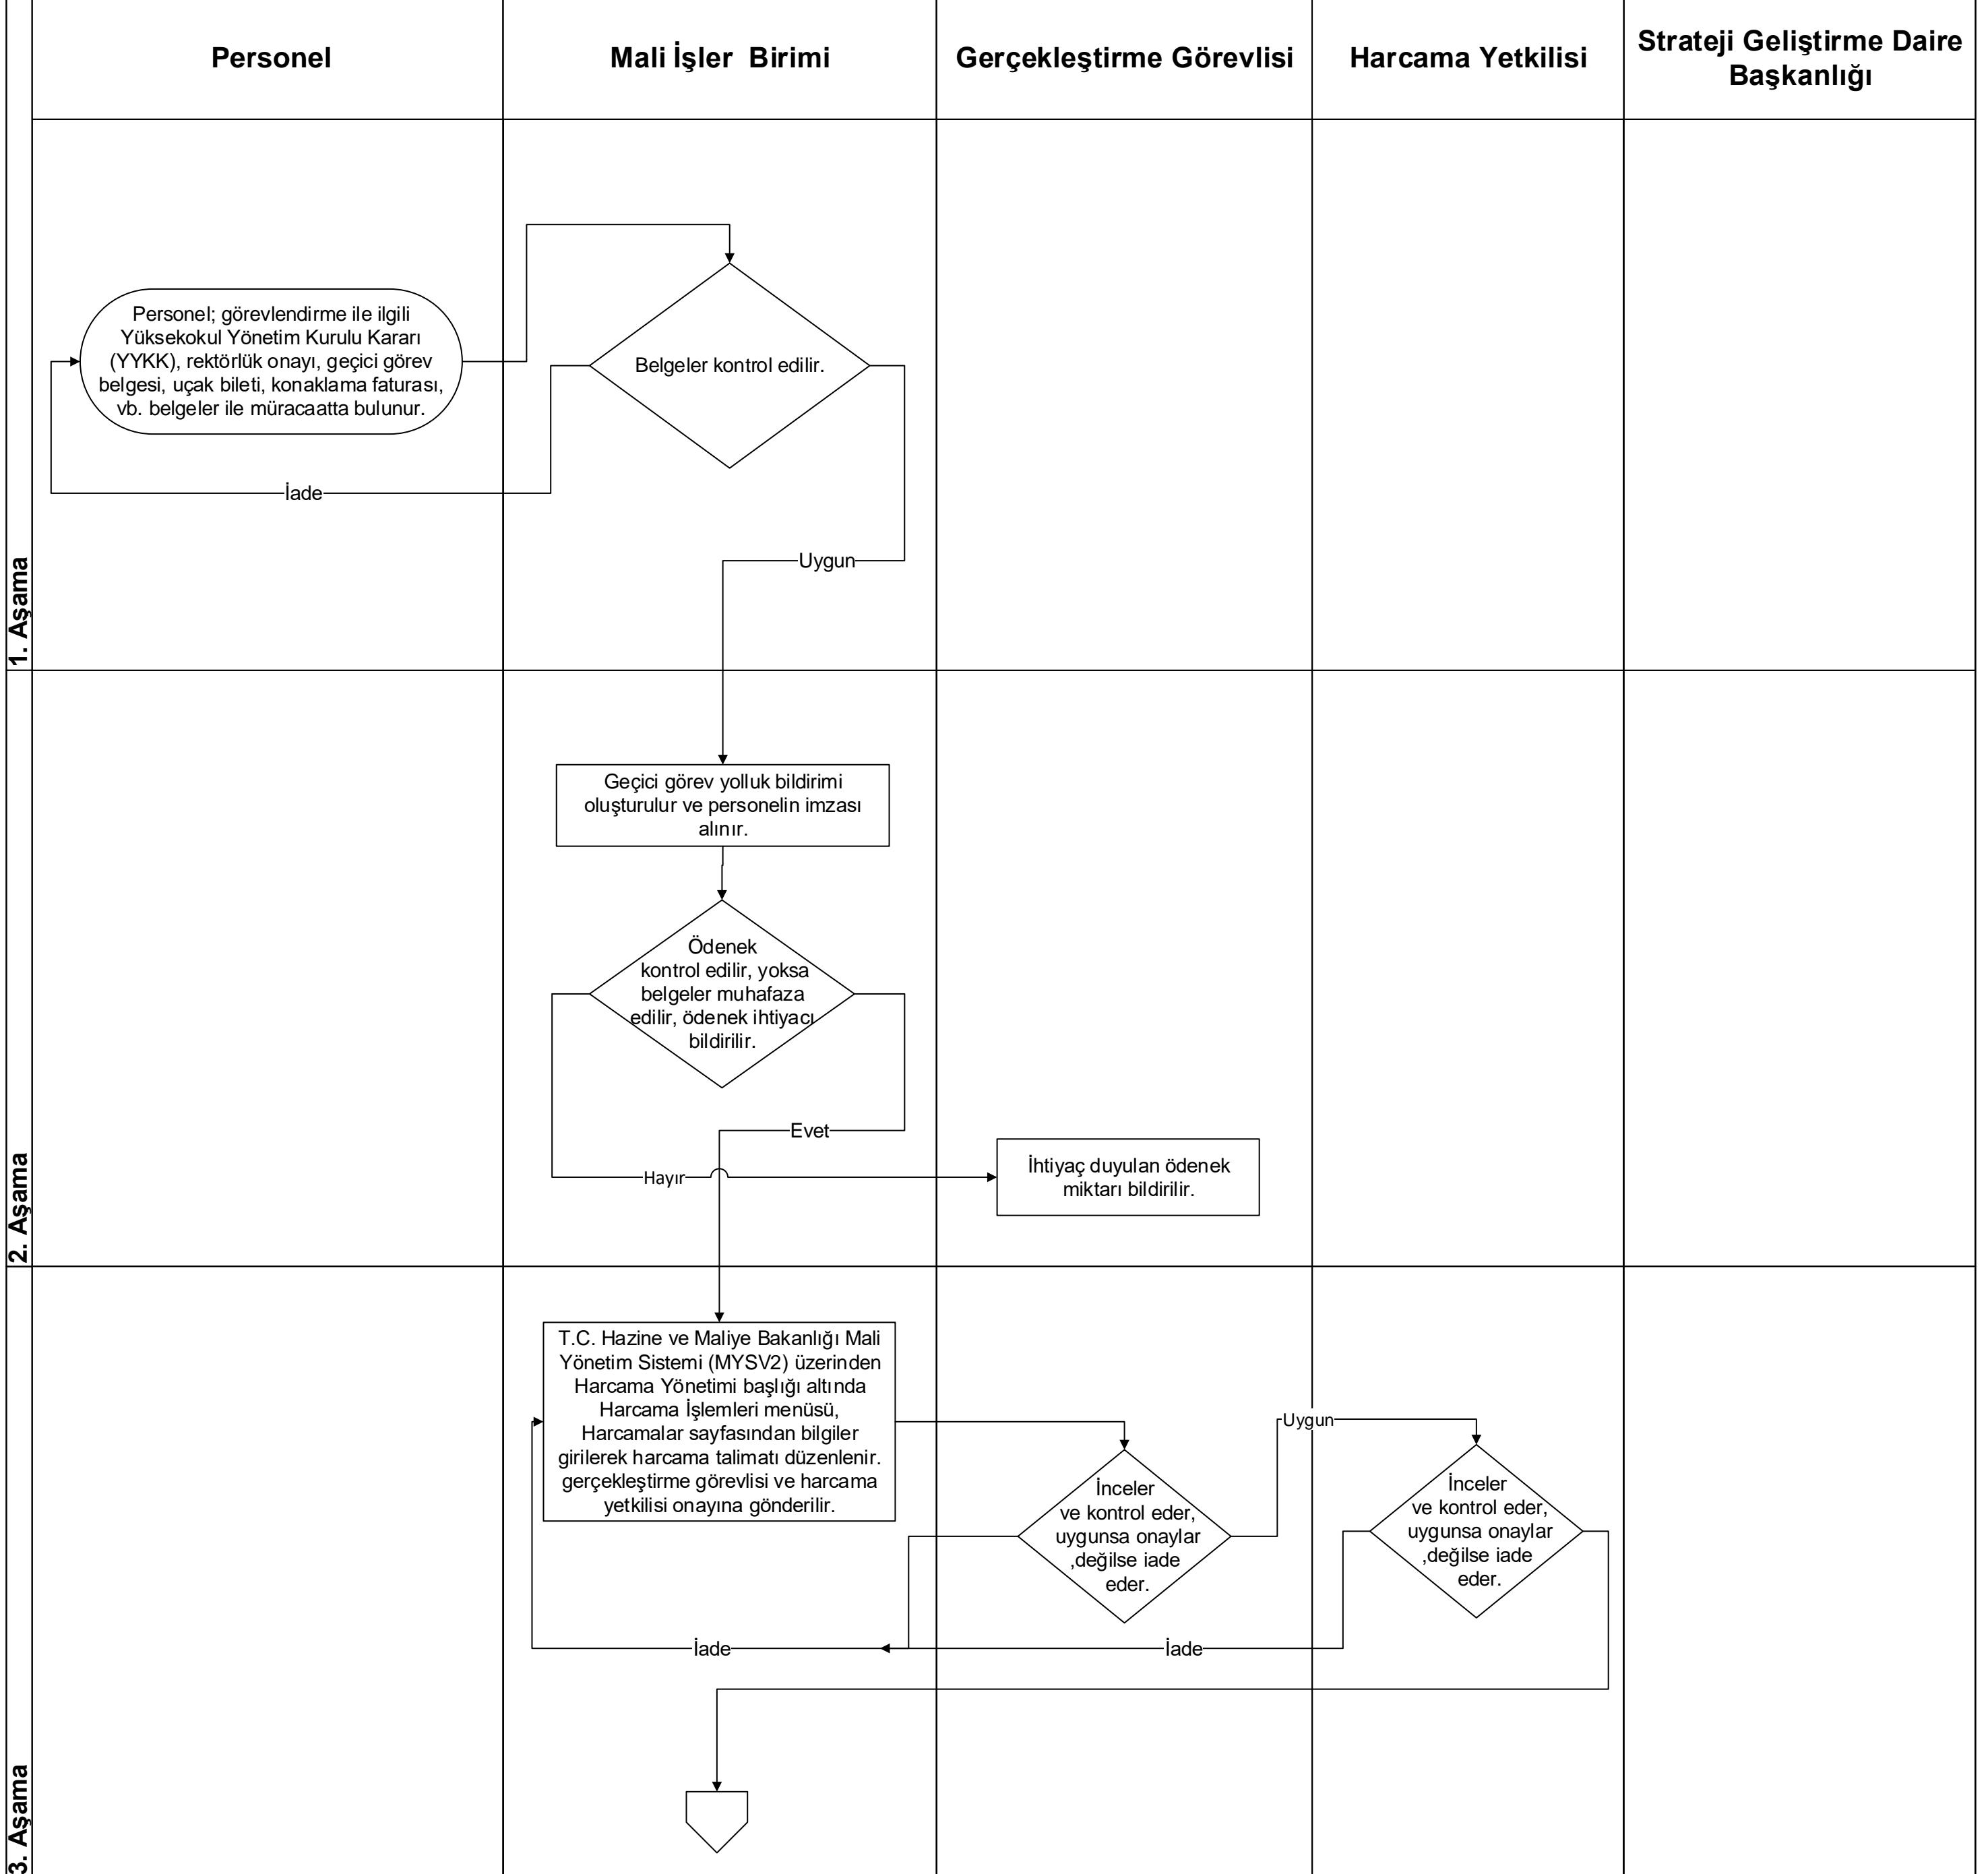 Personel
Mali İşler  Birimi
Gerçekleştirme Görevlisi
Harcama Yetkilisi
Strateji Geliştirme Daire
Başkanlığı
1. Aşama
Personel; görevlendirme ile ilgili
Yüksekokul Yönetim Kurulu Kararı
(YYKK), rektörlük onayı, geçici görev
belgesi, uçak bileti, konaklama faturası,
vb. belgeler ile müracaatta bulunur.
Belgeler kontrol edilir.
İade
Uygun
2. Aşama
Geçici görev yolluk bildirimi
oluşturulur ve personelin imzası
alınır.
Ödenek
kontrol edilir, yoksa
belgeler muhafaza
edilir, ödenek ihtiyacı
bildirilir.
Evet
Hayır
İhtiyaç duyulan ödenek
miktarı bildirilir.
3. Aşama
T.C. Hazine ve Maliye Bakanlığı Mali
Yönetim Sistemi (MYSV2) üzerinden
Harcama Yönetimi başlığı altında
Harcama İşlemleri menüsü,
Harcamalar sayfasından bilgiler
girilerek harcama talimatı düzenlenir.
gerçekleştirme görevlisi ve harcama
yetkilisi onayına gönderilir.
İnceler
ve kontrol eder,
uygunsa onaylar
,değilse iade
eder.
Uygun
İnceler
ve kontrol eder,
uygunsa onaylar
,değilse iade
eder.
İade
İade